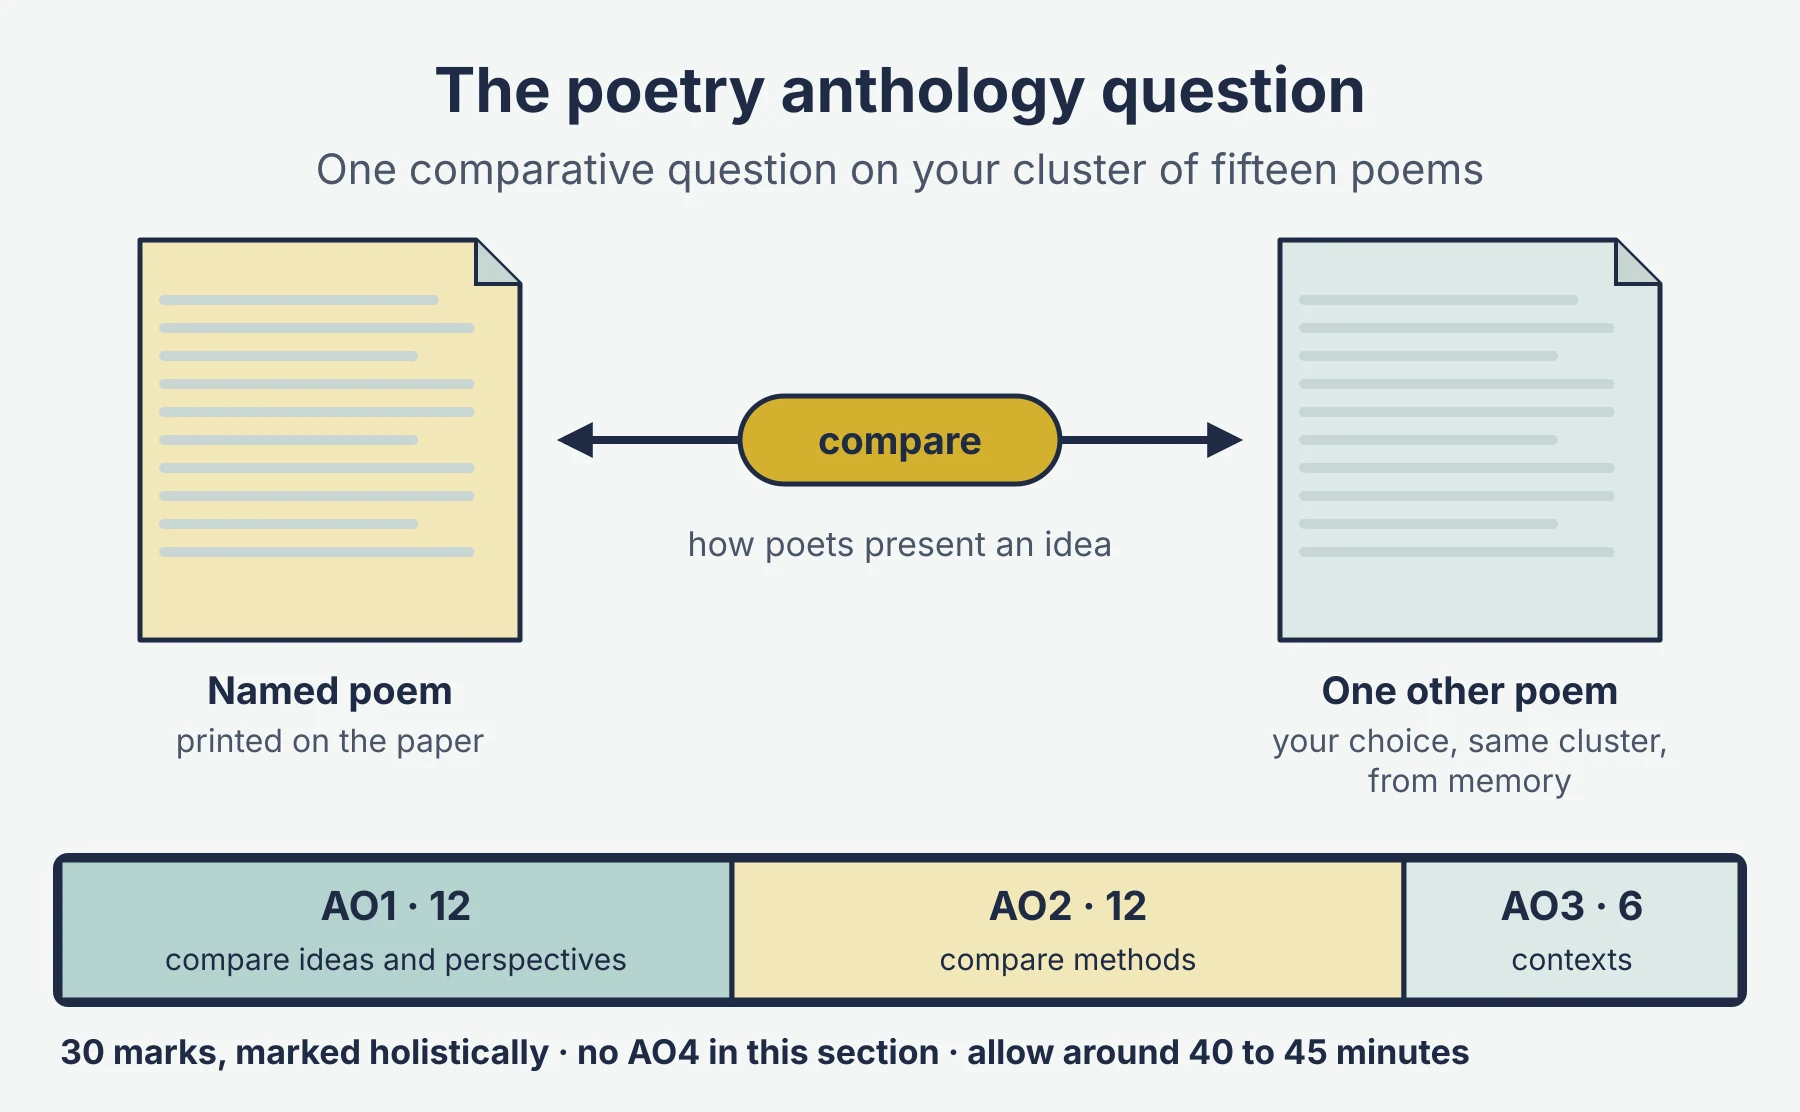 The poetry anthology question
One comparative question on your cluster of fifteen poems
compare
how poets present an idea
Named poem
printed on the paper
One other poem
your choice, same cluster,
from memory
AO1 · 12
compare ideas and perspectives
AO2 · 12
compare methods
AO3 · 6
contexts
30 marks, marked holistically · no AO4 in this section · allow around 40 to 45 minutes